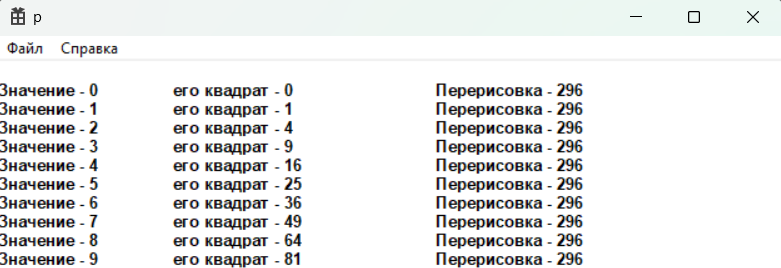 p
Файл Справка
Значение - 0 его квадрат - 0 Перерисовка - 296
Значение - 1 его квадрат - 1 Перерисовка - 296
Значение - 2 его квадрат - 4 Перерисовка - 296
Значение - 3 его квадрат - 9 Перерисовка - 296
Значение - 4 его квадрат - 16 Перерисовка - 296
Значение - 5 его квадрат - 25 Перерисовка - 296
Значение - 6 его квадрат - 36 Перерисовка - 296
Значение - 7 его квадрат - 49 Перерисовка - 296
Значение - 8 его квадрат - 64 Перерисовка - 296
Значение - 9 его квадрат - 81 Перерисовка - 296